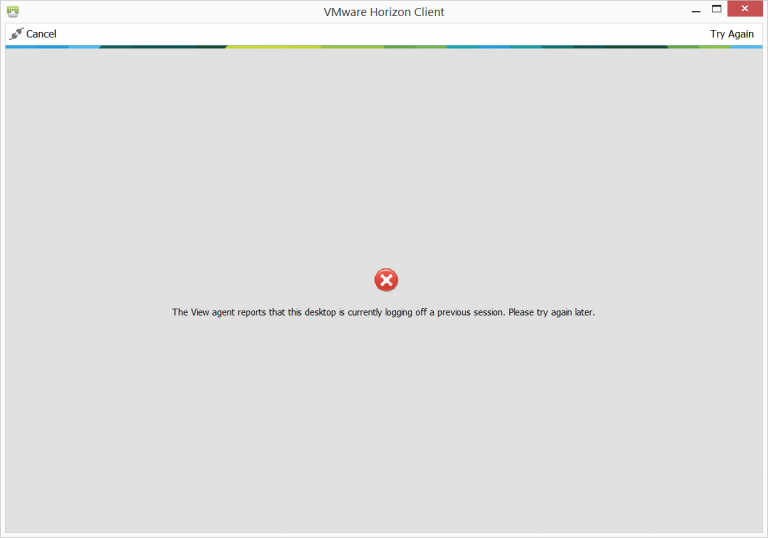 VMware Horizon Client
Cancel
Try Again
The View agent reports that this desktop is currently logging off a previous session. Please try again later.